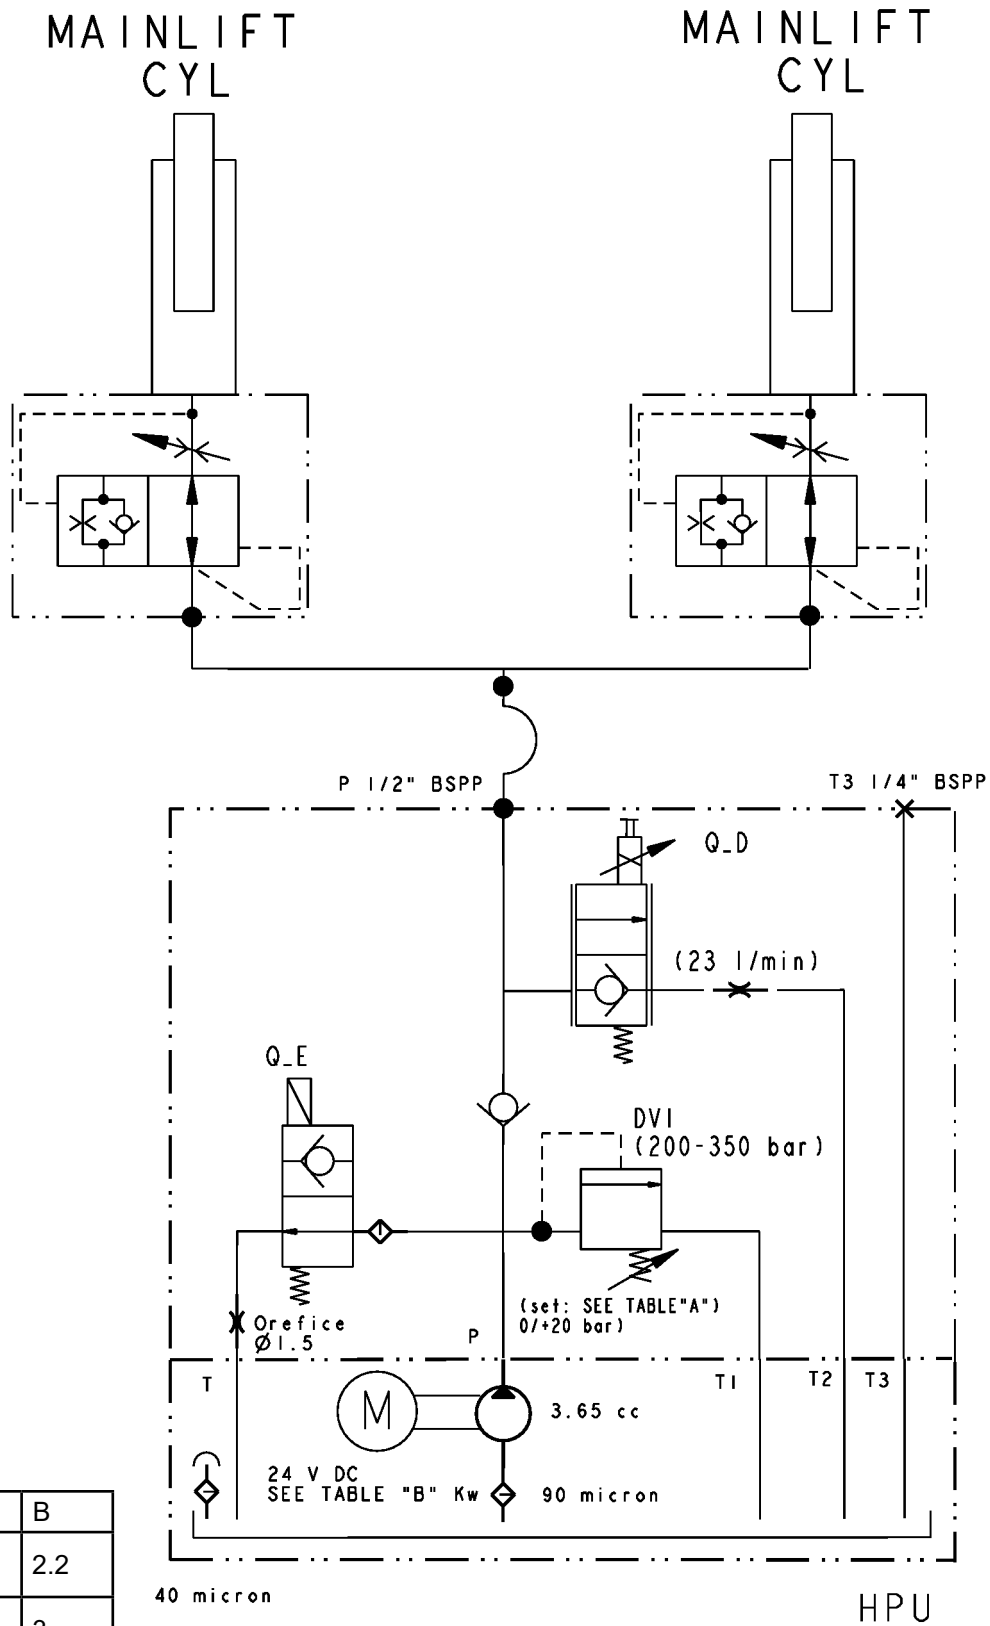 MAINLIFT
CYL
MAINLIFT
CYL
P 1/2" BSPP
T3 1/4" BSPP
Q_D
(23 l/min)
Q_E
DV1
(200-350 bar)
(set: SEE TABLE"A")
0/+20 bar)
Orefice
Ø1.5
P
T
T1
T2
T3
M
3.65 cc
24 V DC
SEE TABLE "B" Kw
90 micron
B
2.2
40 micron
HPU